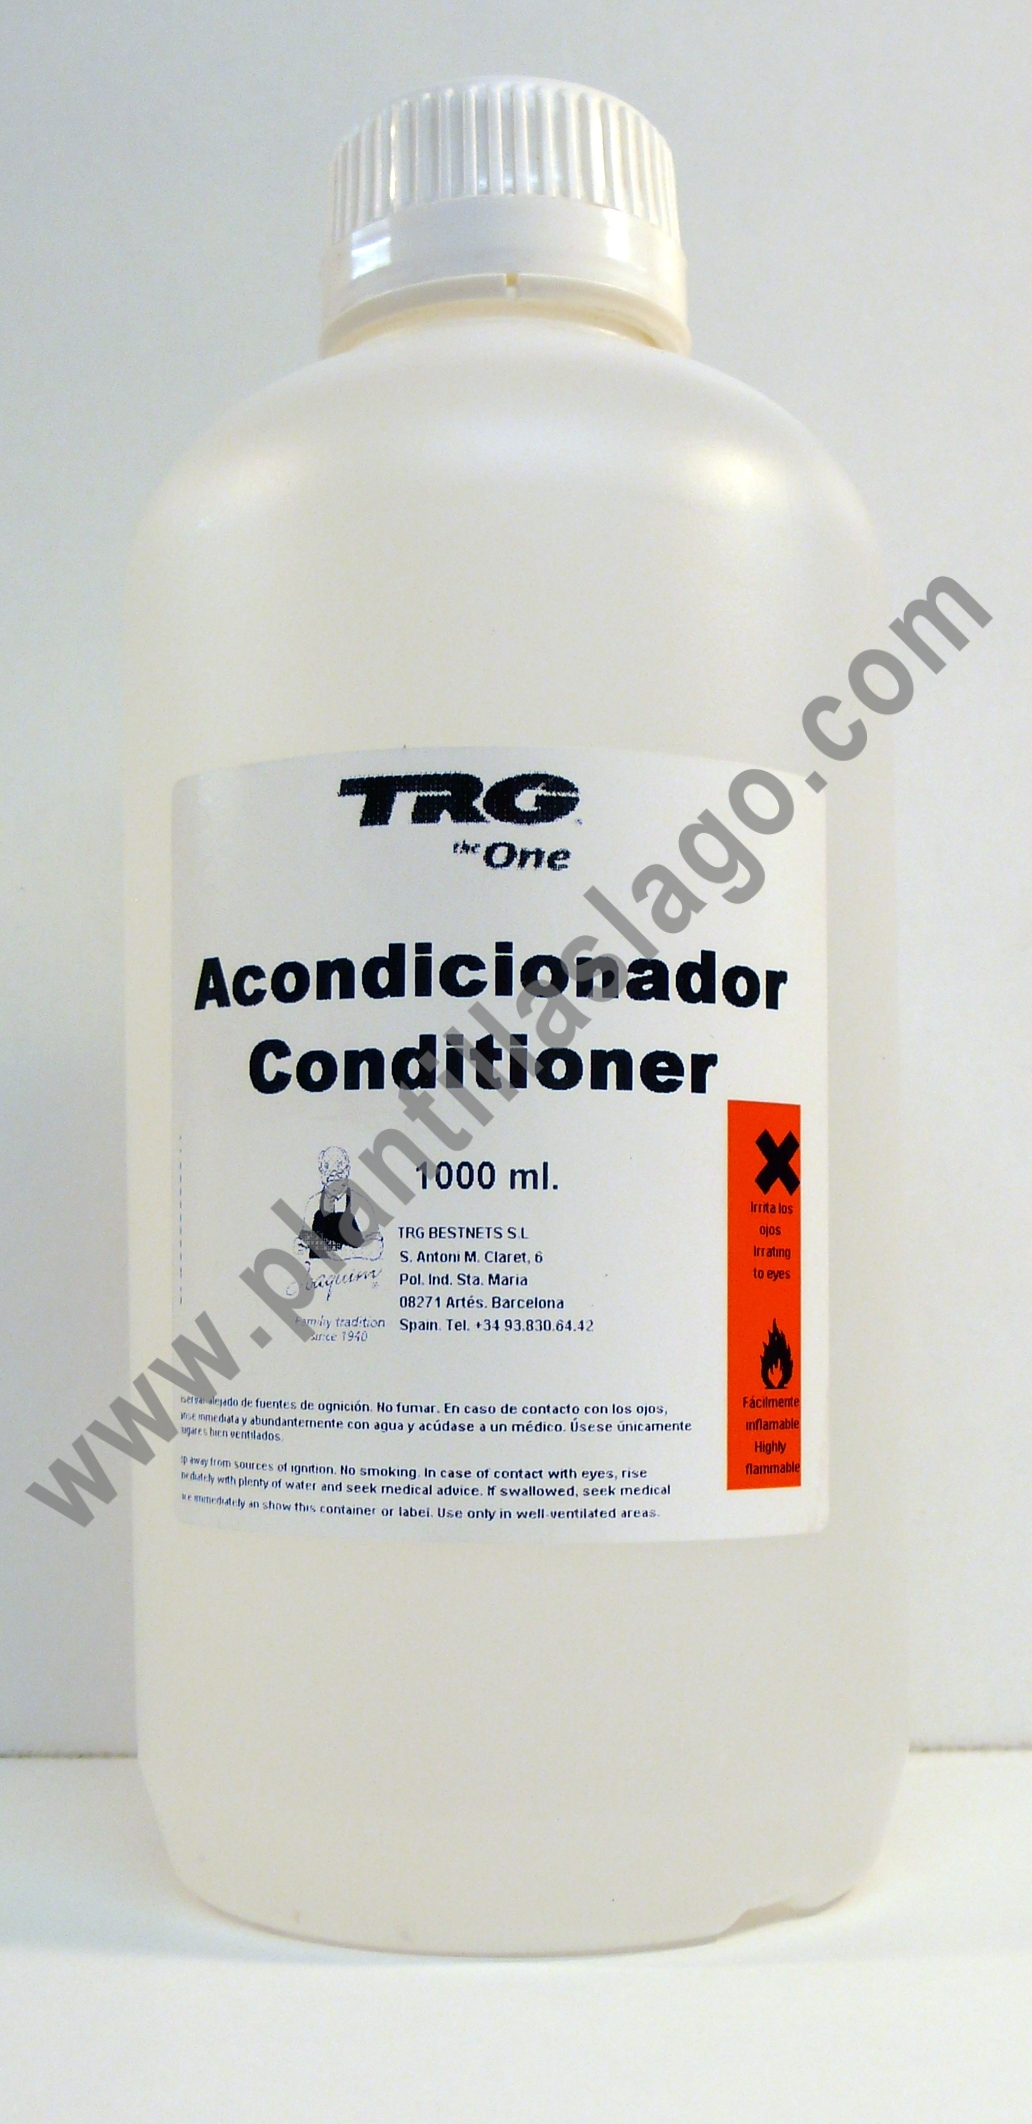 TRG
the One
Acondicionador
Conditioner
1000 ml.
TRG BESTNETS S.L
S. Antoni M. Claret, 6
Pol. Ind. Sta. Maria
08271 Artés. Barcelona
Spain. Tel. +34 93.830.64.42
Joaquim
Family tradition
since 1940
Irrita los
ojos
Irrating
to eyes
Fácilmente
inflamable
Highly
flammable
alejado de fuentes de ognición. No fumar. En caso de contacto con los ojos,
inmediata y abundantemente con agua y acúdase a un médico. Úsese únicamente
bien ventilados.
away from sources of ignition. No smoking. In case of contact with eyes, rise
with plenty of water and seek medical advice. If swallowed, seek medical
immediately an show this container or label. Use only in well-ventilated areas.
www.plantillaslago.com